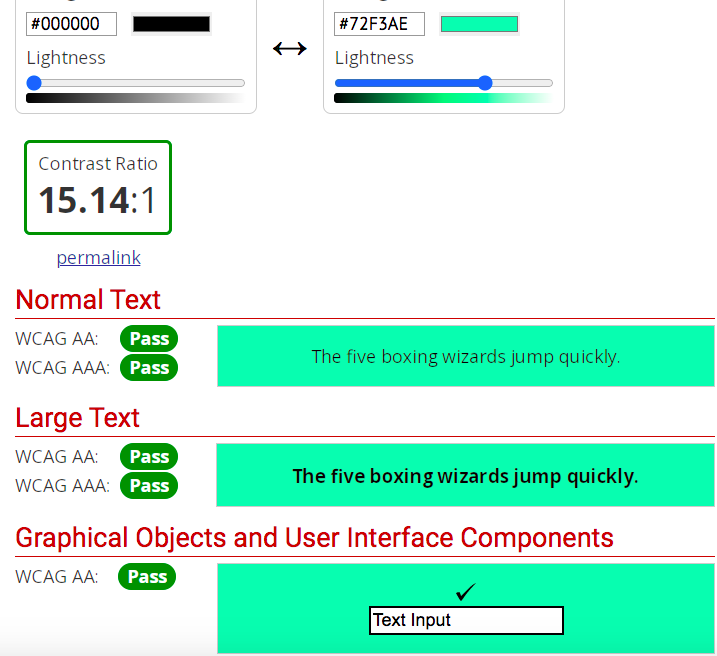 #000000
#72F3AE
Lightness
Lightness
Contrast Ratio
15.14:1
permalink
Normal Text
WCAG AA: Pass
WCAG AAA: Pass
The five boxing wizards jump quickly.
Large Text
WCAG AA: Pass
WCAG AAA: Pass
The five boxing wizards jump quickly.
Graphical Objects and User Interface Components
WCAG AA: Pass
Text Input